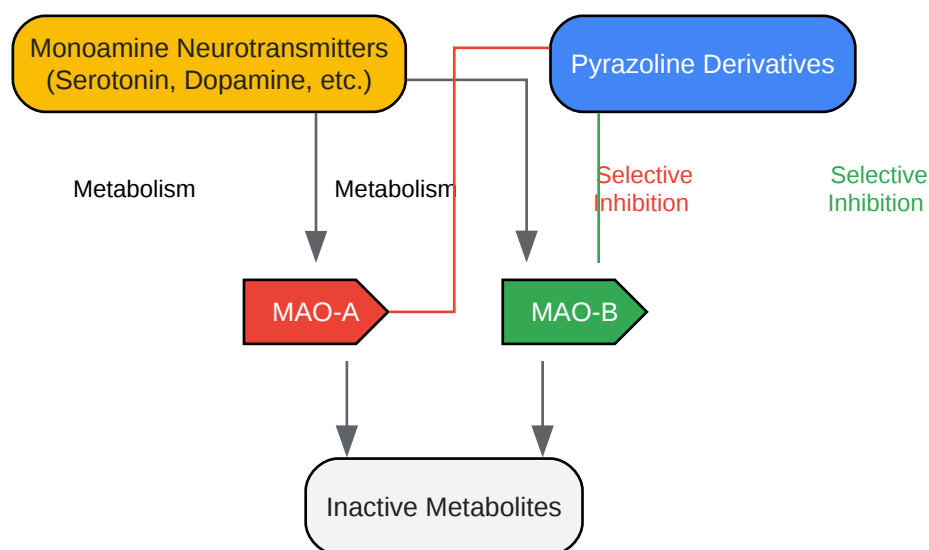 Monoamine Neurotransmitters
(Serotonin, Dopamine, etc.)
Pyrazoline Derivatives
Metabolism
Metabolism
Selective
Inhibition
Selective
Inhibition
MAO-A
MAO-B
Inactive Metabolites